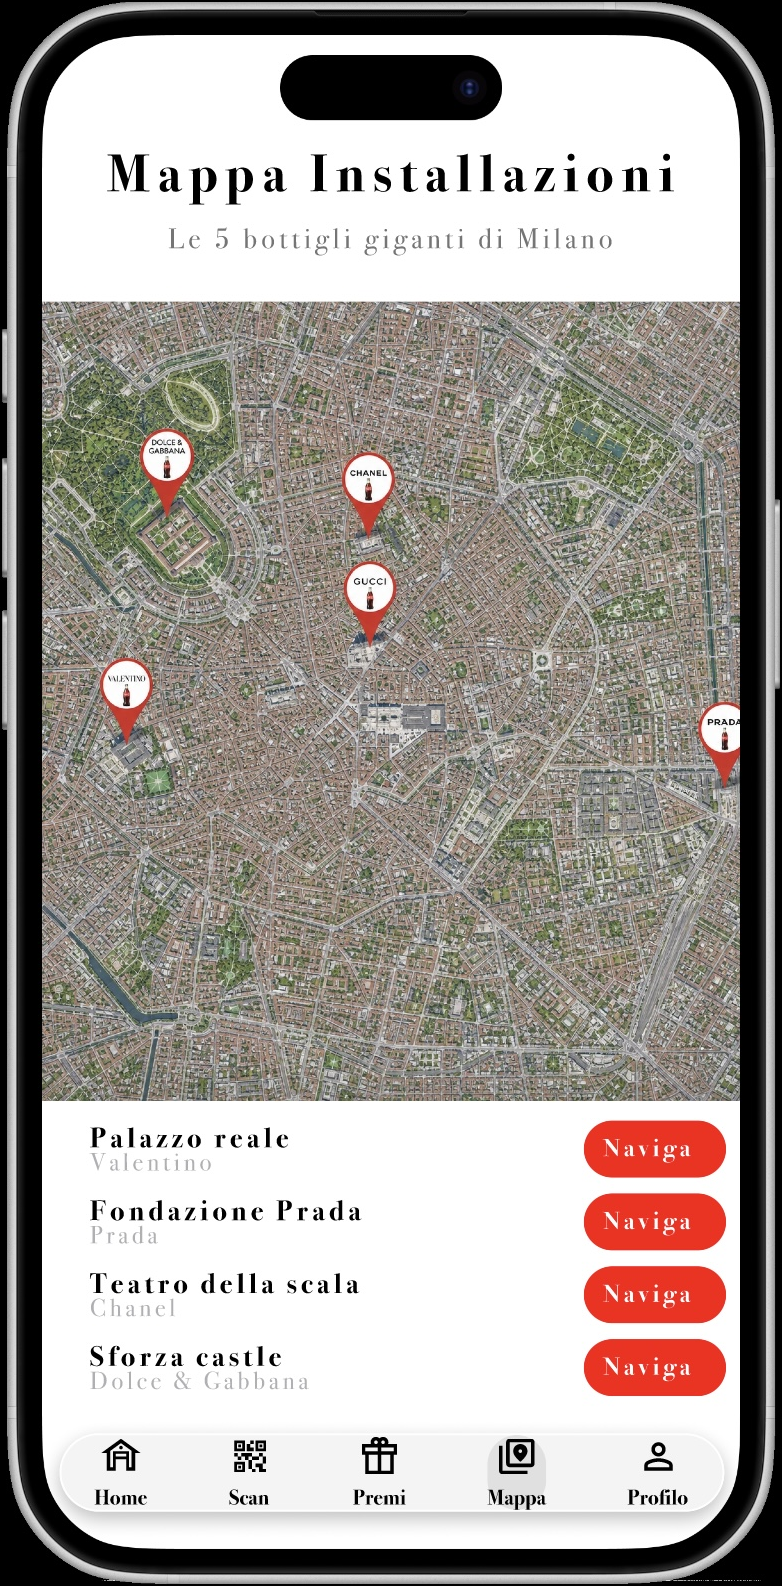 Mappa Installazioni
Le 5 bottigli giganti di Milano
DOLCE &
GABBANA
CHANEL
GUCCI
VALENTINO
PRADA
Palazzo reale
Valentino
Naviga
Fondazione Prada
Prada
Naviga
Teatro della scala
Chanel
Naviga
Sforza castle
Dolce & Gabbana
Naviga
Home
Scan
Premi
Mappa
Profilo